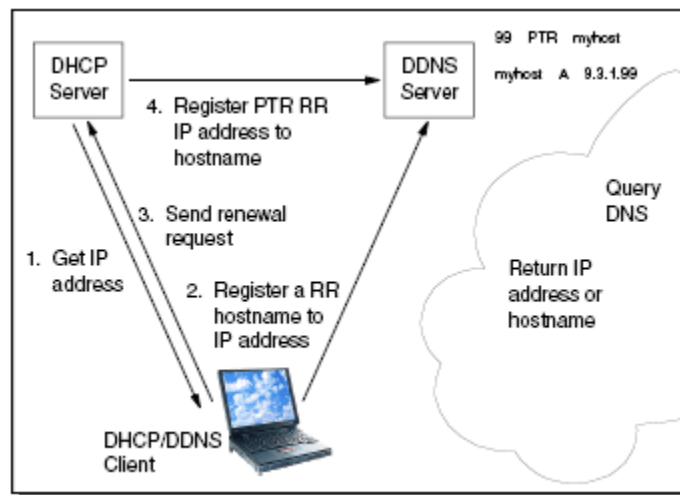 DHCP
Server
DDNS
Server
99 PTR myhost
myhost A 9.3.1.99
4. Register PTR RR
IP address to
hostname
3. Send renewal
request
1. Get IP
address
2. Register a RR
hostname to
IP address
DHCP/DDNS
Client
Query
DNS
Return IP
address or
hostname